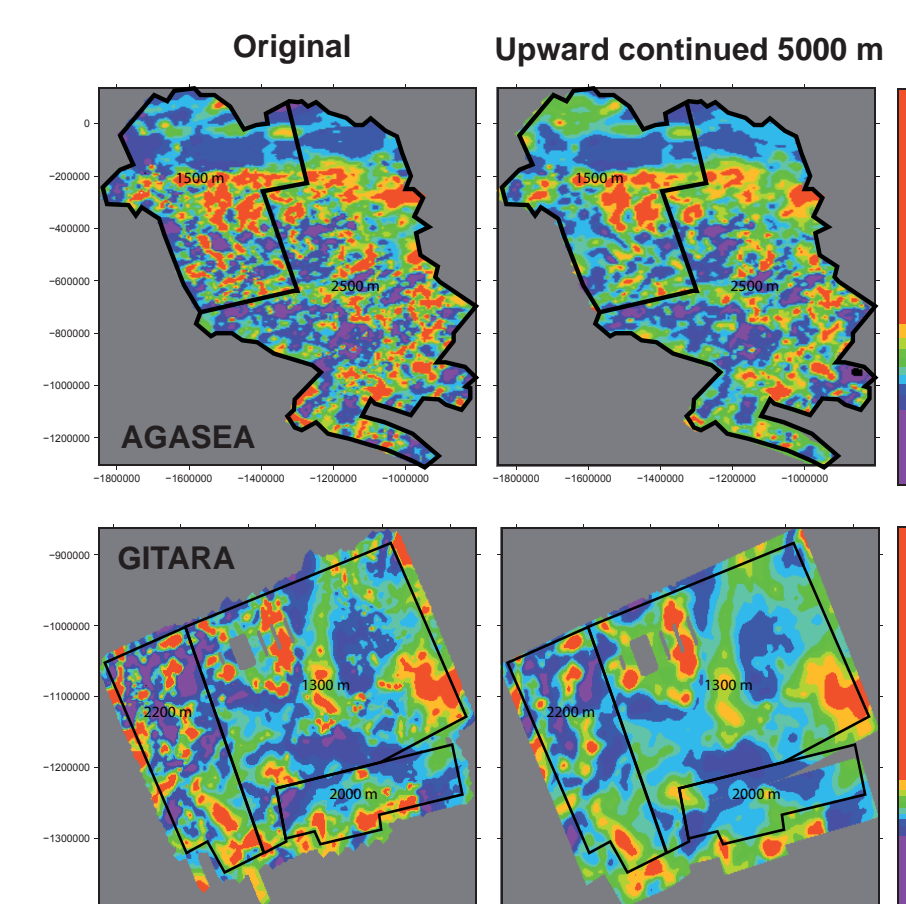 Original
Upward continued 5000 m
0
−200000
−400000
−600000
−800000
−1000000
−1200000
1500 m
2500 m
AGASEA
−1800000 −1600000 −1400000 −1200000 −1000000
1500 m
2500 m
−1800000 −1600000 −1400000 −1200000 −1000000
−900000
−1000000
−1100000
−1200000
−1300000
GITARA
1300 m
2200 m
2000 m
1300 m
2200 m
2000 m